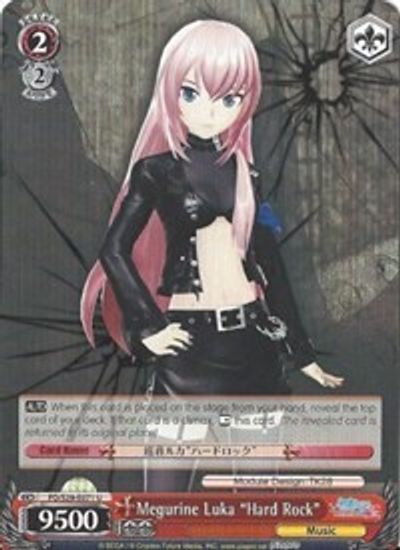 2
2
AUTO When this card is placed on the stage from your hand, reveal the top
card of your deck. If that card is a climax, this card. (The revealed card is
returned to its original place)
Card Name 巡音ルカ“ハードロック”
Module Design: TK28
Megurine Luka "Hard Rock"
9500
Music